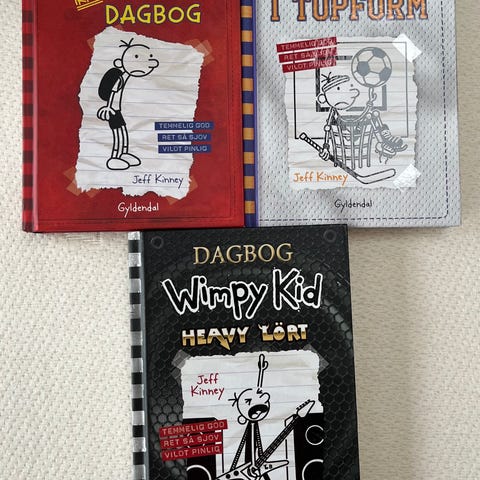 DAGBOG
TEMMELIG GOD
RET SÅ SJOV
VILDT PINLIG
Jeff Kinney
Gyldendal
I TOPFORM
TEMMELIG GOD
RET SÅ SJOV
VILDT PINLIG
Jeff Kinney
Gyldendal
DAGBOG
Wimpy Kid
HEAVY LÖRT
Jeff
Kinney
TEMMELIG GOD
RET SÅ SJOV
VILDT PINLIG